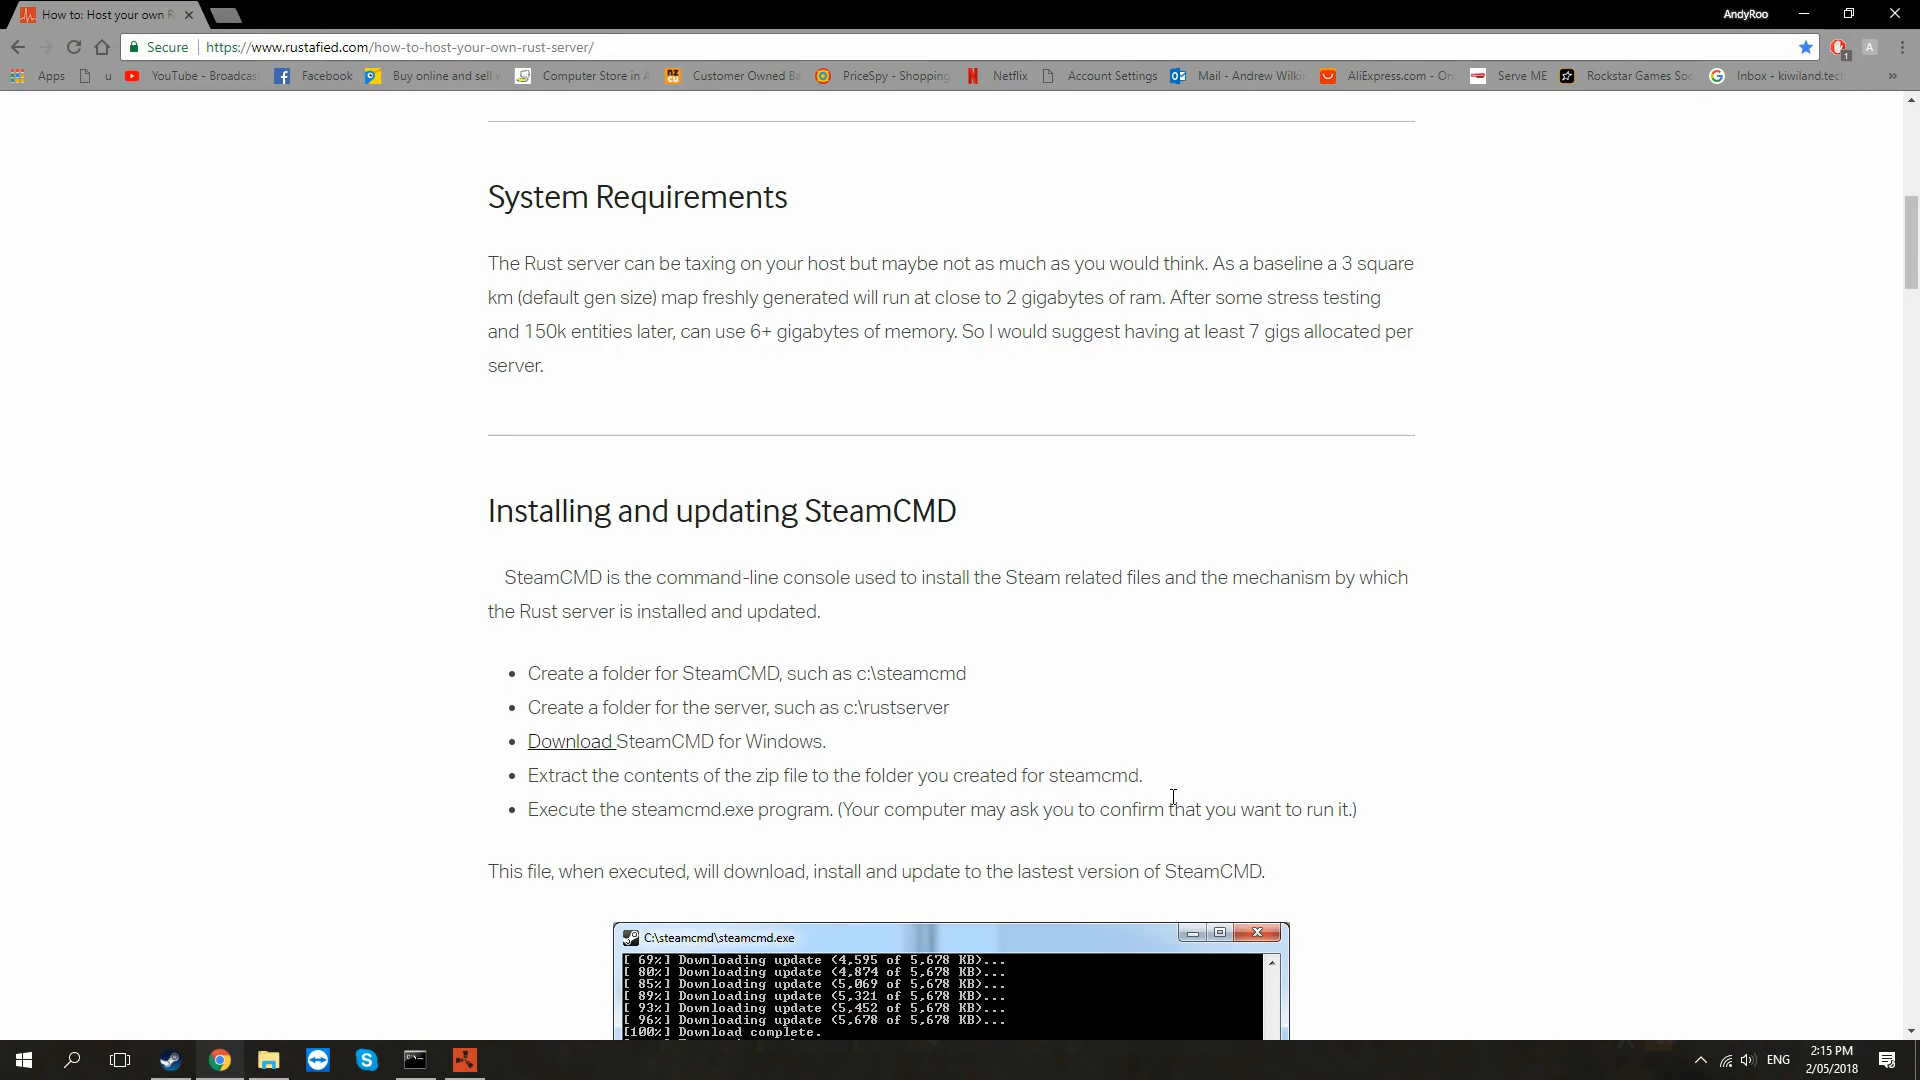 How to: Host your own R
AndyRoo
Secure
https://www.rustafied.com/how-to-host-your-own-rust-server/
1
A
Apps
u
YouTube - Broadcas
Facebook
Buy online and sell
Computer Store in A
Customer Owned Ba
PriceSpy - Shopping
Netflix
Account Settings
Mail - Andrew Wilki
AliExpress.com - On
Serve ME
Rockstar Games Soc
Inbox - kiwiland.tec
»
System Requirements
The Rust server can be taxing on your host but maybe not as much as you would think. As a baseline a 3 square
km (default gen size) map freshly generated will run at close to 2 gigabytes of ram. After some stress testing
and 150k entities later, can use 6+ gigabytes of memory. So I would suggest having at least 7 gigs allocated per
server.
Installing and updating SteamCMD
SteamCMD is the command-line console used to install the Steam related files and the mechanism by which
the Rust server is installed and updated.
• Create a folder for SteamCMD, such as c:\steamcmd
• Create a folder for the server, such as c:\rustserver
• Download SteamCMD for Windows.
• Extract the contents of the zip file to the folder you created for steamcmd.
• Execute the steamcmd.exe program. (Your computer may ask you to confirm that you want to run it.)
This file, when executed, will download, install and update to the lastest version of SteamCMD.
C:\steamcmd\steamcmd.exe
[ 69%] Downloading update (4,595 of 5,678 KB)...
[ 80%] Downloading update (4,874 of 5,678 KB)...
[ 85%] Downloading update (5,069 of 5,678 KB)...
[ 89%] Downloading update (5,321 of 5,678 KB)...
[ 93%] Downloading update (5,452 of 5,678 KB)...
[ 96%] Downloading update (5,678 of 5,678 KB)...
[100%] Download complete.
ENG
2:15 PM
2/05/2018